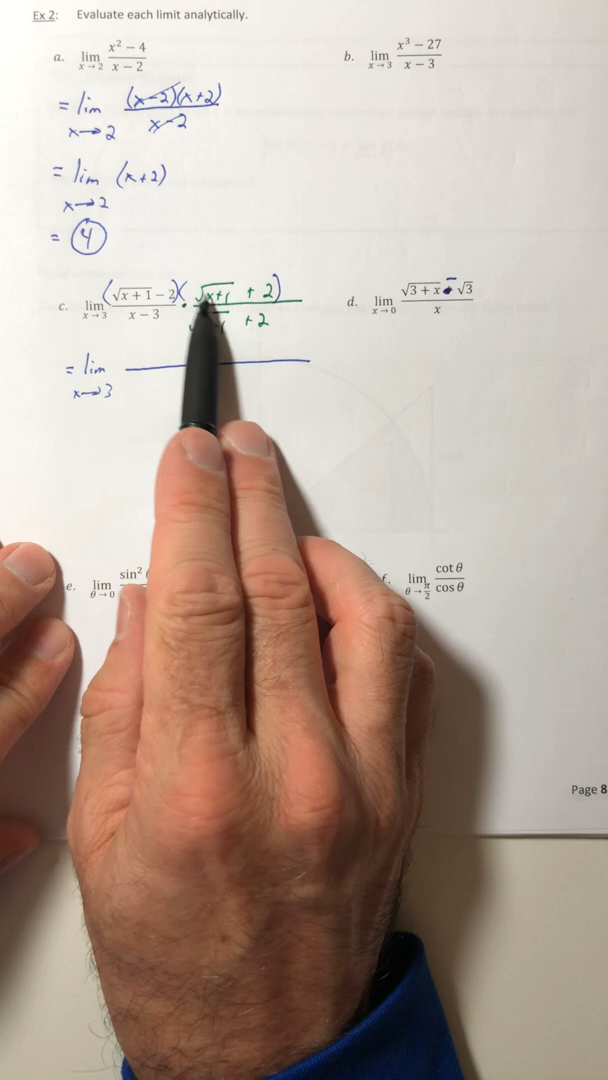 Ex 2: Evaluate each limit analytically.
a. lim x→2 (x² − 4)/(x − 2)
b. lim x→3 (x³ − 27)/(x − 3)
= lim x→2 (x−2)(x+2)/(x−2)
= lim x→2 (x+2)
= 4
c. lim x→3 (√(x+1) − 2)/(x − 3) · (√(x+1) + 2)/( + 2)
d. lim x→0 (√(3 + x) − √3)/x
= lim x→3
e. lim θ→0 sin²
f. lim θ→π/2 cot θ/cos θ
Page 8